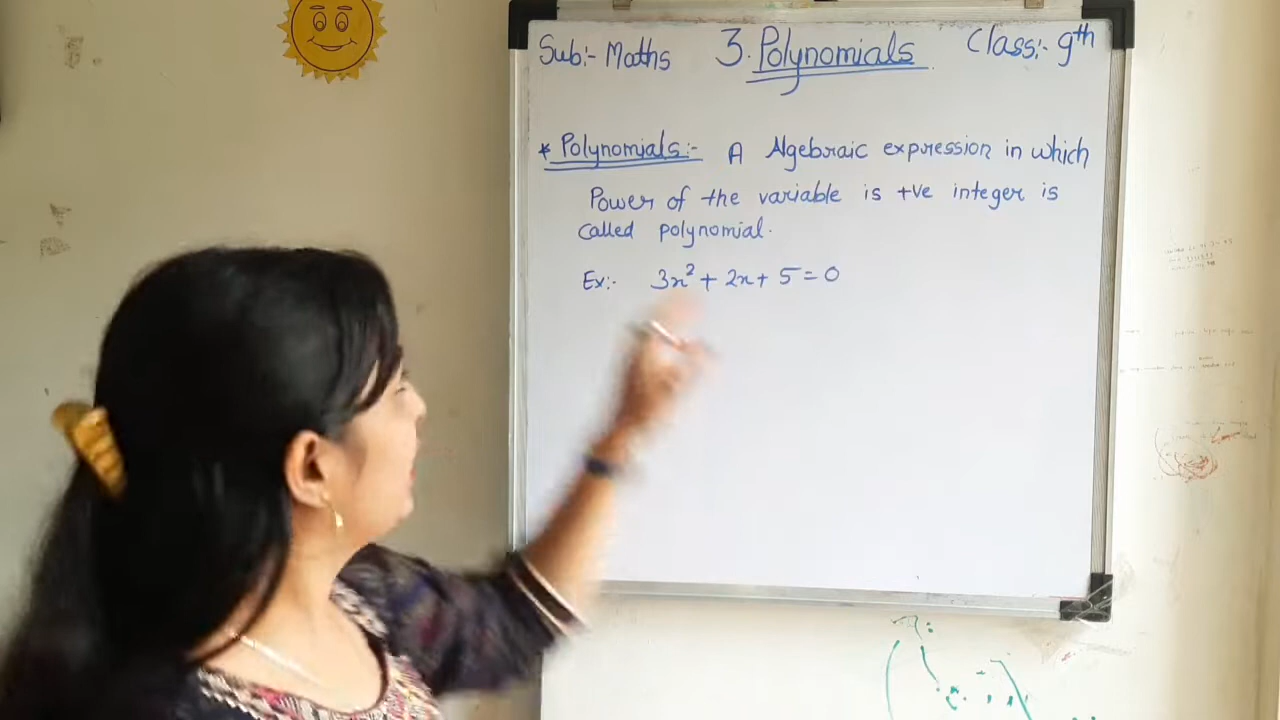 Sub:- Maths 3. Polynomials Class:- 9th
* Polynomials:- A Algebraic expression in which
Power of the variable is +ve integer is
called polynomial.
Ex:- 3x² + 2x + 5 = 0